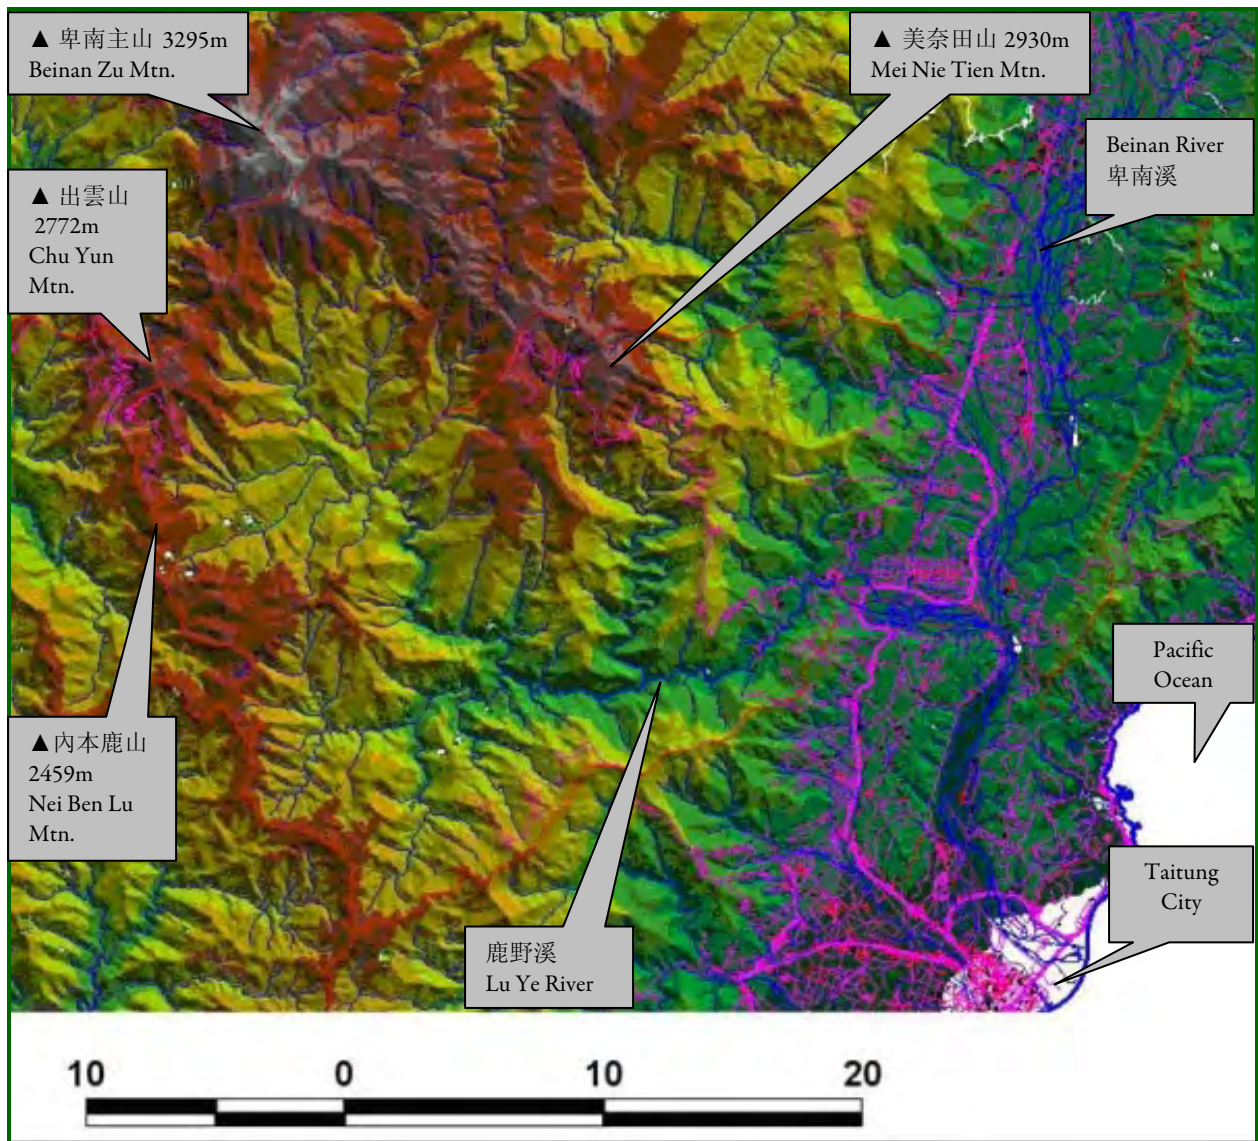 ▲ 卑南主山 3295m
Beinan Zu Mtn.
▲ 美奈田山 2930m
Mei Nie Tien Mtn.
Beinan River
卑南溪
▲ 出雲山
2772m
Chu Yun
Mtn.
Pacific
Ocean
▲內本鹿山
2459m
Nei Ben Lu
Mtn.
Taitung
City
鹿野溪
Lu Ye River
10 0 10 20